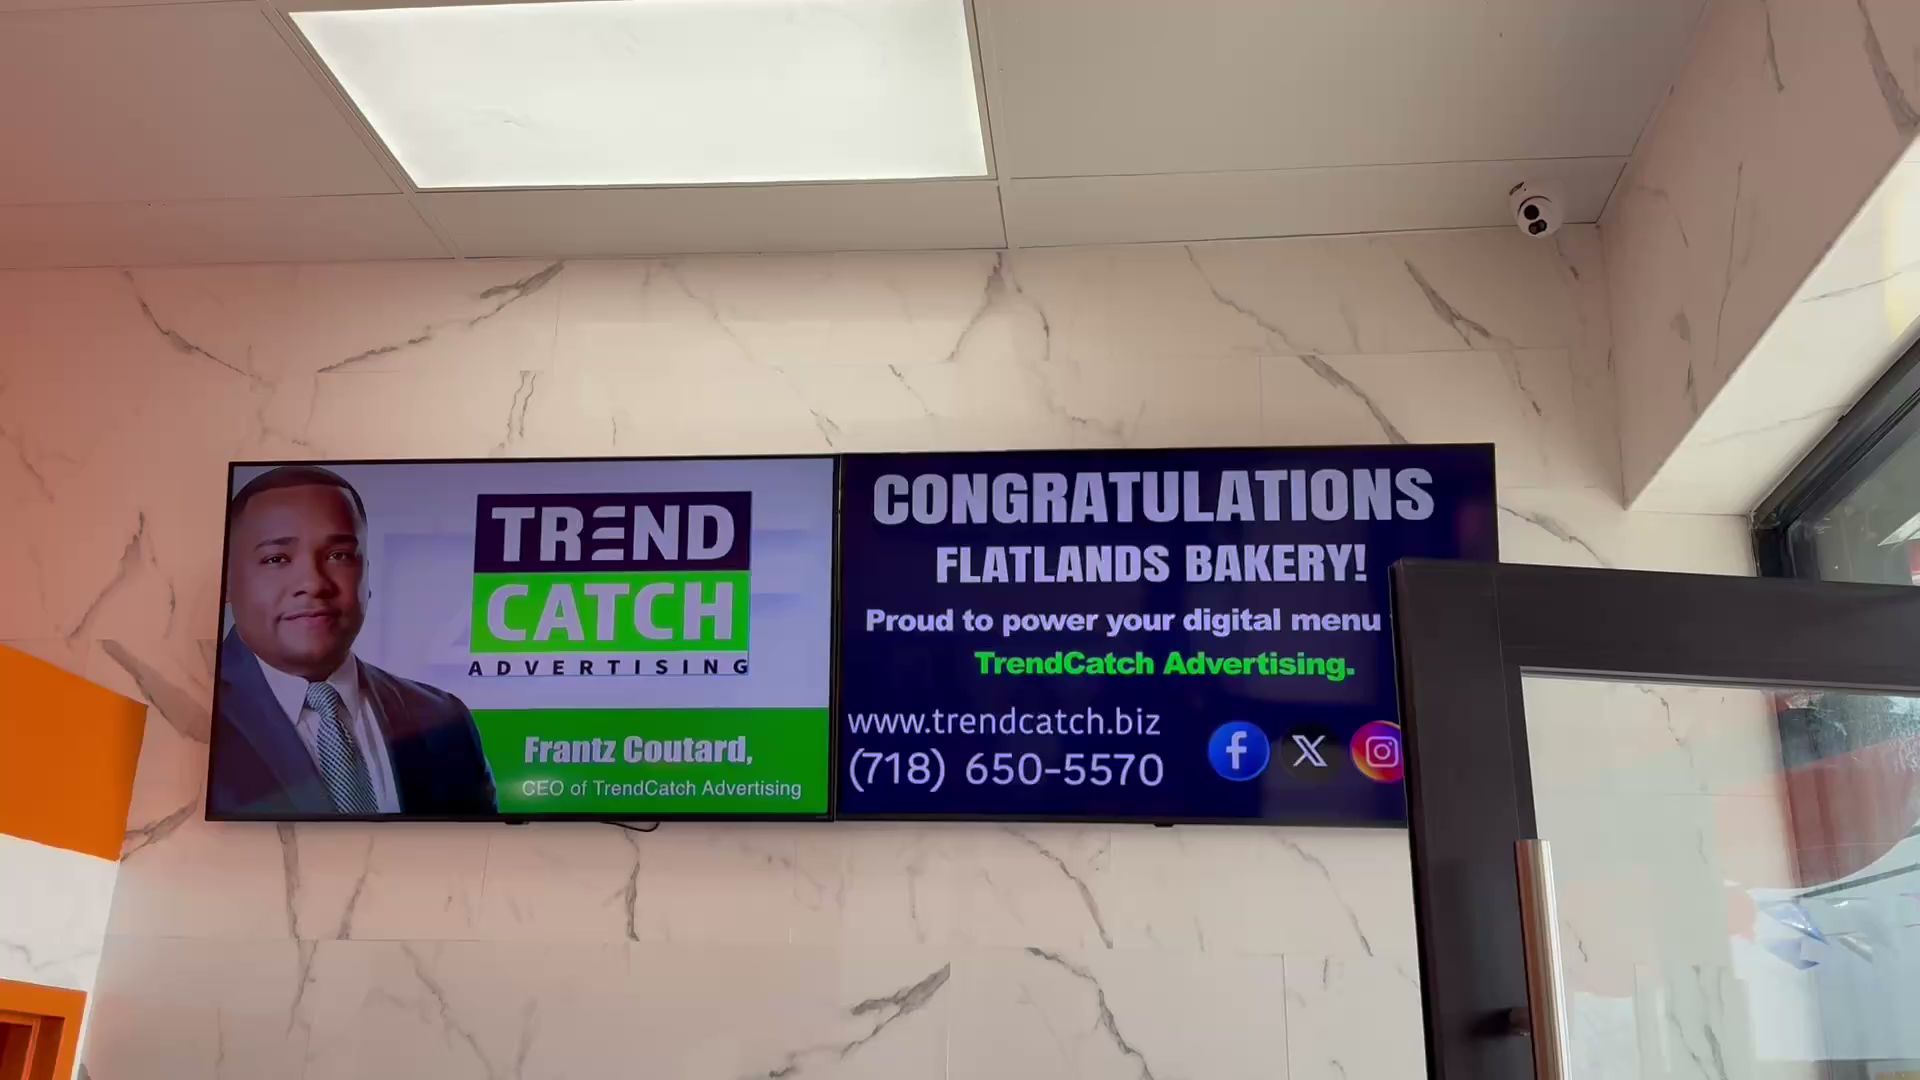 TREND
CATCH
ADVERTISING
Frantz Coutard,
CEO of TrendCatch Advertising
CONGRATULATIONS
FLATLANDS BAKERY!
Proud to power your digital menu
TrendCatch Advertising.
www.trendcatch.biz
(718) 650-5570